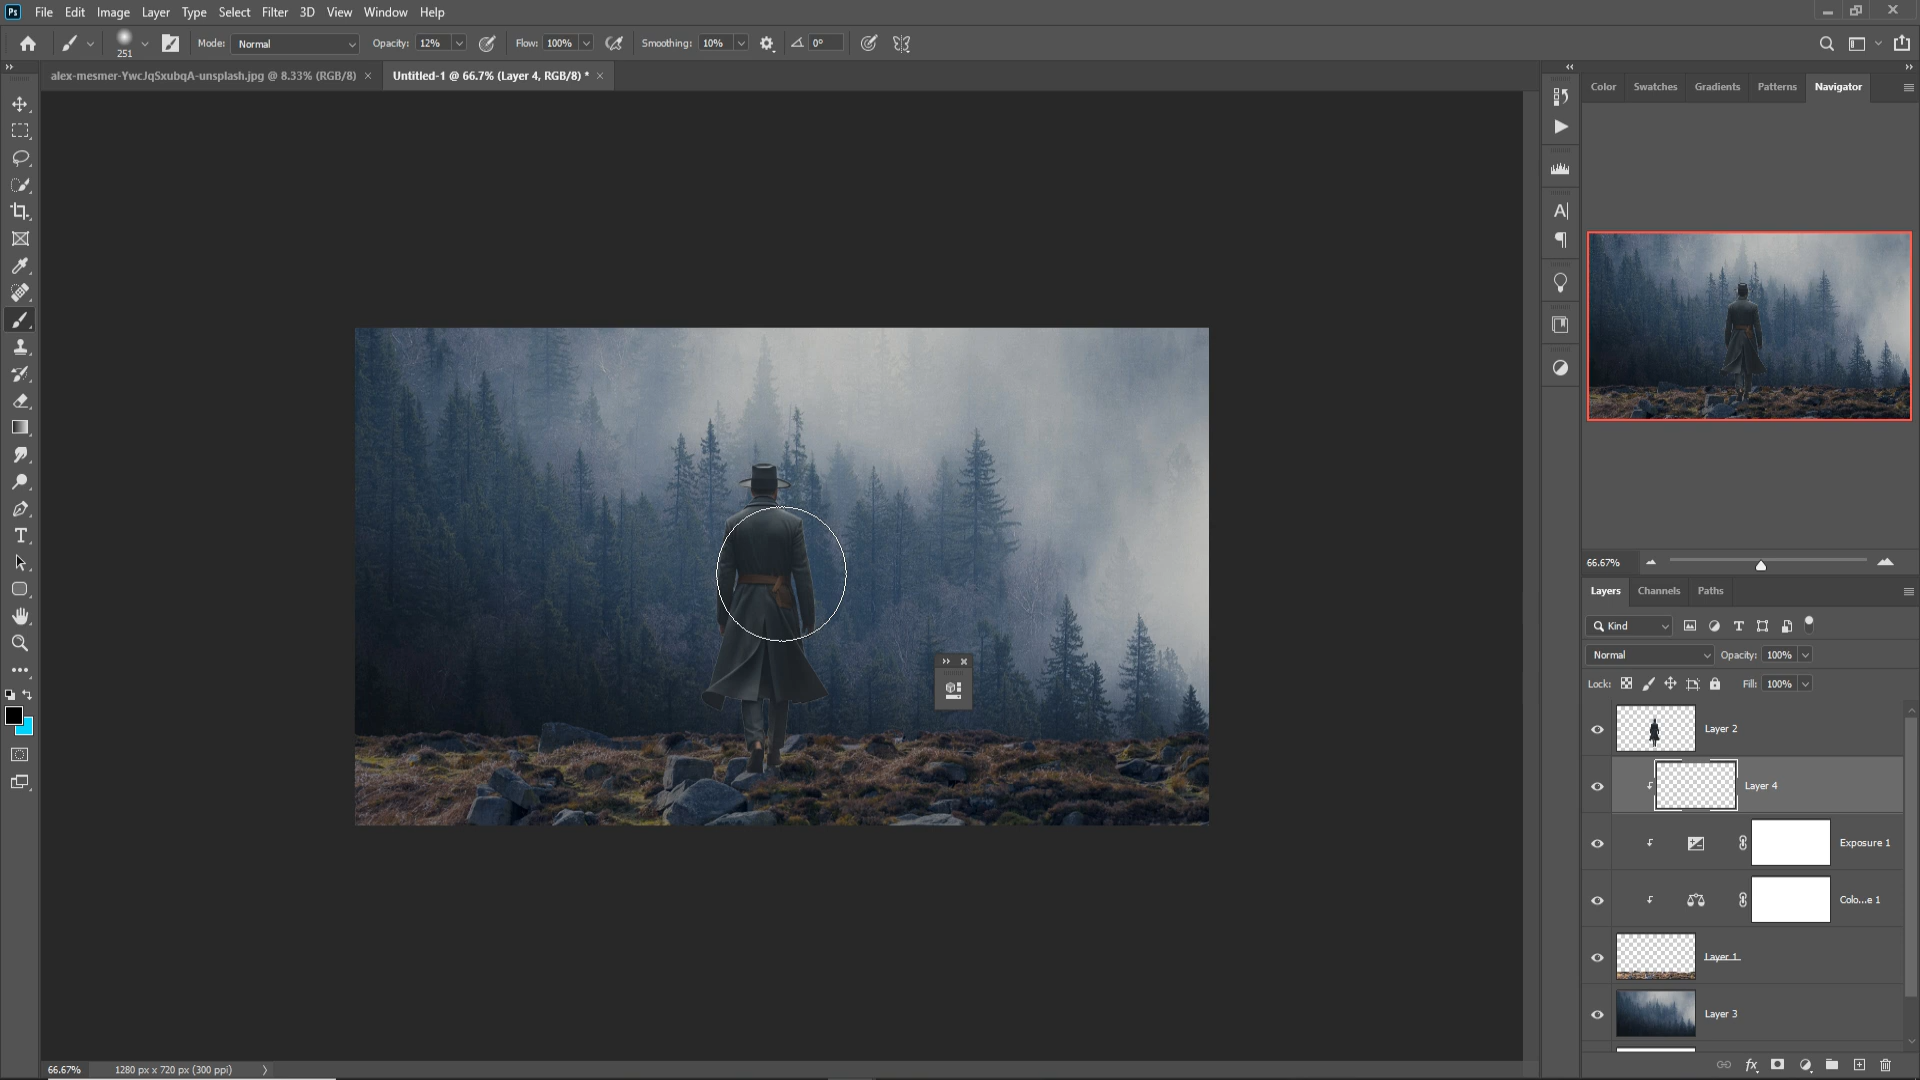 Ps File Edit Image Layer Type Select Filter 3D View Window Help
251 Mode: Normal Opacity: 12% Flow: 100% Smoothing: 10% 0°
alex-mesmer-YwcJqSxubqA-unsplash.jpg @ 8.33% (RGB/8) × Untitled-1 @ 66.7% (Layer 4, RGB/8) * ×
Color Swatches Gradients Patterns Navigator
66.67%
Layers Channels Paths
Kind
Normal Opacity: 100%
Lock: Fill: 100%
Layer 2
Layer 4
Exposure 1
Colo...e 1
Layer 1
Layer 3
66.67% 1280 px x 720 px (300 ppi)